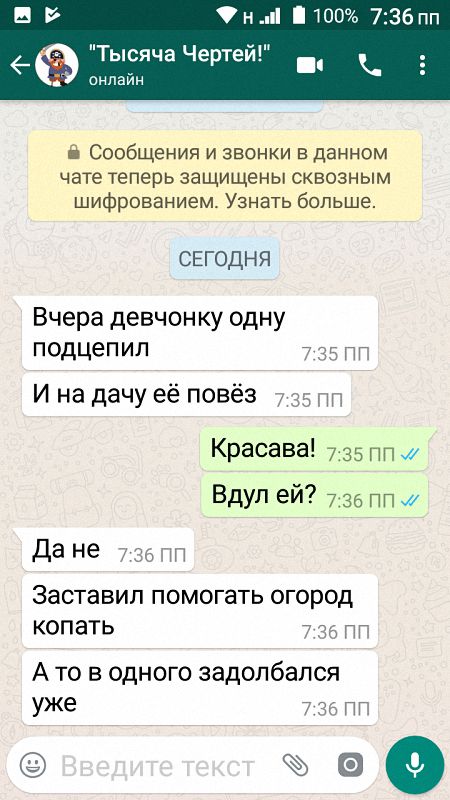 H 100% 7:36 ПП
"Тысяча Чертей!"
онлайн
Сообщения и звонки в данном
чате теперь защищены сквозным
шифрованием. Узнать больше.
СЕГОДНЯ
Вчера девчонку одну
подцепил 7:35 ПП
И на дачу её повёз 7:35 ПП
Красава! 7:35 ПП
Вдул ей? 7:36 ПП
Да не 7:36 ПП
Заставил помогать огород
копать 7:36 ПП
А то в одного задолбался
уже 7:36 ПП
Введите текст